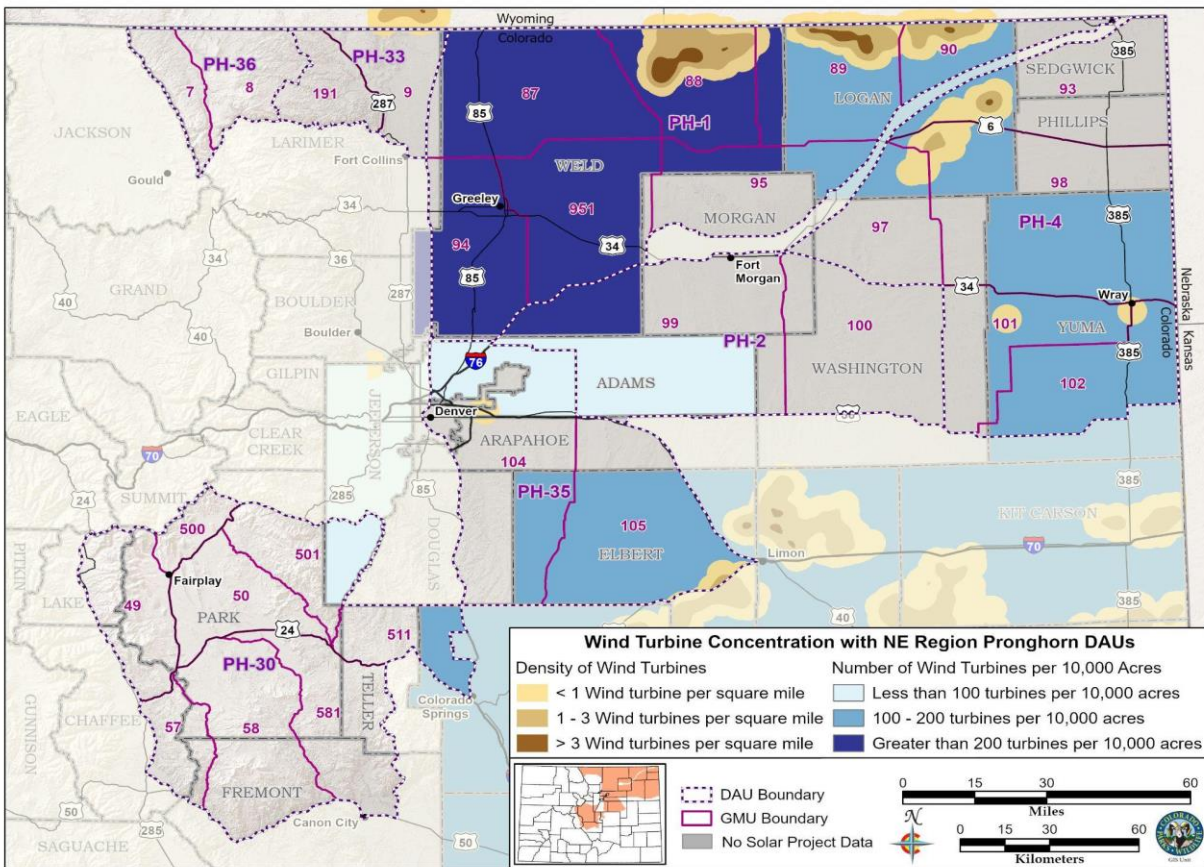 Wyoming
Colorado
PH-36
PH-33
7
8
191
9
287
85
87
88
89
90
385
SEDGWICK
93
LOGAN
PHILLIPS
PH-1
6
JACKSON
LARIMER
Gould
Fort Collins
WELD
98
95
34
Greeley
951
MORGAN
97
PH-4
385
94
34
36
34
85
Fort
Morgan
34
Nebraska
Colorado
Kansas
GRAND
40
287
BOULDER
Boulder
40
99
100
101
Wray
YUMA
PH-2
385
GILPIN
76
ADAMS
WASHINGTON
102
EAGLE
JEFFERSON
Denver
36
CLEAR
CREEK
70
ARAPAHOE
104
24
SUMMIT
285
85
PH-35
105
KIT CARSON
PITKIN
500
501
DOUGLAS
ELBERT
Limon
70
LAKE
49
Fairplay
50
PARK
24
511
40
385
PH-30
TELLER
GUNNISON
CHAFFEE
57
58
581
Colorado
Springs
FREMONT
Canon City
50
50
285
SAGUACHE
Wind Turbine Concentration with NE Region Pronghorn DAUs
Density of Wind Turbines
< 1 Wind turbine per square mile
1 - 3 Wind turbines per square mile
> 3 Wind turbines per square mile
Number of Wind Turbines per 10,000 Acres
Less than 100 turbines per 10,000 acres
100 - 200 turbines per 10,000 acres
Greater than 200 turbines per 10,000 acres
DAU Boundary
GMU Boundary
No Solar Project Data
0 15 30 60
Miles
N
0 15 30 60
Kilometers
COLORADO
GIS Unit